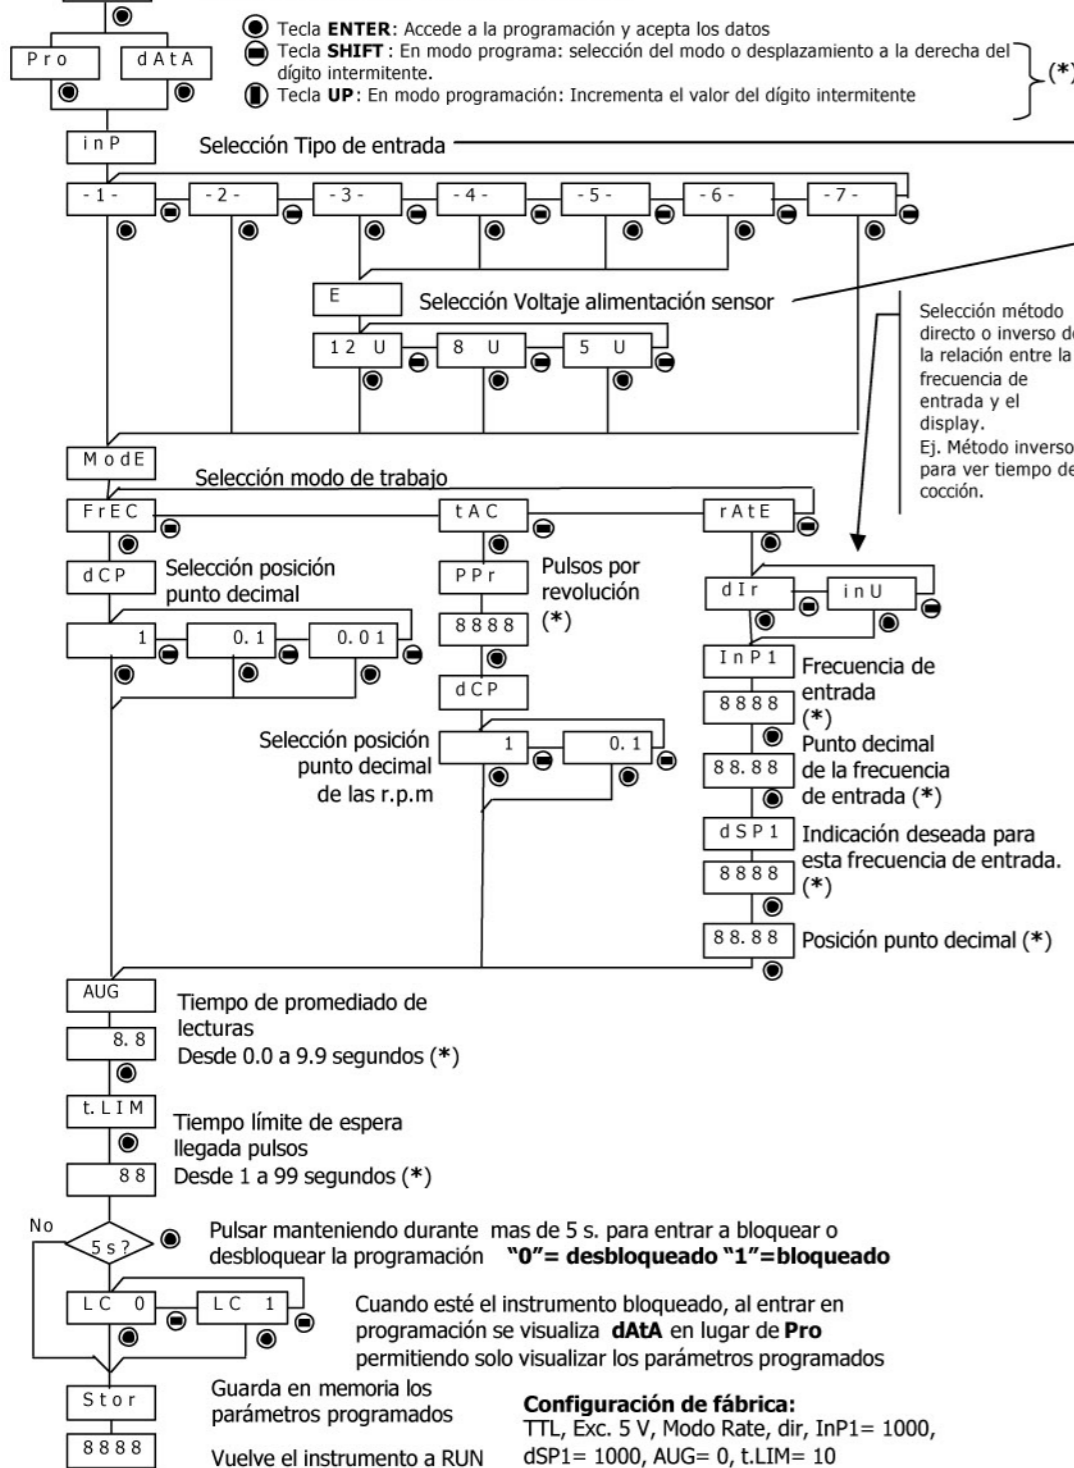 Tecla ENTER: Accede a la programación y acepta los datos
Tecla SHIFT : En modo programa: selección del modo o desplazamiento a la derecha del
dígito intermitente.
(*)
Tecla UP: En modo programación: Incrementa el valor del dígito intermitente
Pro dAtA
inP
Selección Tipo de entrada
-1- -2- -3- -4- -5- -6- -7-
E
Selección Voltaje alimentación sensor
12 U 8 U 5 U
Selección método
directo o inverso de
la relación entre la
frecuencia de
entrada y el
display.
Ej. Método inverso
para ver tiempo de
cocción.
ModE
Selección modo de trabajo
FrEC tAC rAtE
dCP
Selección posición
punto decimal
1 0.1 0.01
PPr
Pulsos por
revolución
(*)
8888
dCP
Selección posición
punto decimal
de las r.p.m
1 0.1
dIr inU
InP1
Frecuencia de
entrada
(*)
8888
Punto decimal
de la frecuencia
de entrada (*)
88.88
dSP1
Indicación deseada para
esta frecuencia de entrada.
(*)
8888
88.88 Posición punto decimal (*)
AUG
Tiempo de promediado de
lecturas
Desde 0.0 a 9.9 segundos (*)
8.8
t.LIM
Tiempo límite de espera
llegada pulsos
Desde 1 a 99 segundos (*)
88
No
5 s?
Pulsar manteniendo durante mas de 5 s. para entrar a bloquear o
desbloquear la programación “0”= desbloqueado “1”=bloqueado
LC 0 LC 1
Cuando esté el instrumento bloqueado, al entrar en
programación se visualiza dAtA en lugar de Pro
permitiendo solo visualizar los parámetros programados
Stor
Guarda en memoria los
parámetros programados
8888
Vuelve el instrumento a RUN
Configuración de fábrica:
TTL, Exc. 5 V, Modo Rate, dir, InP1= 1000,
dSP1= 1000, AUG= 0, t.LIM= 10